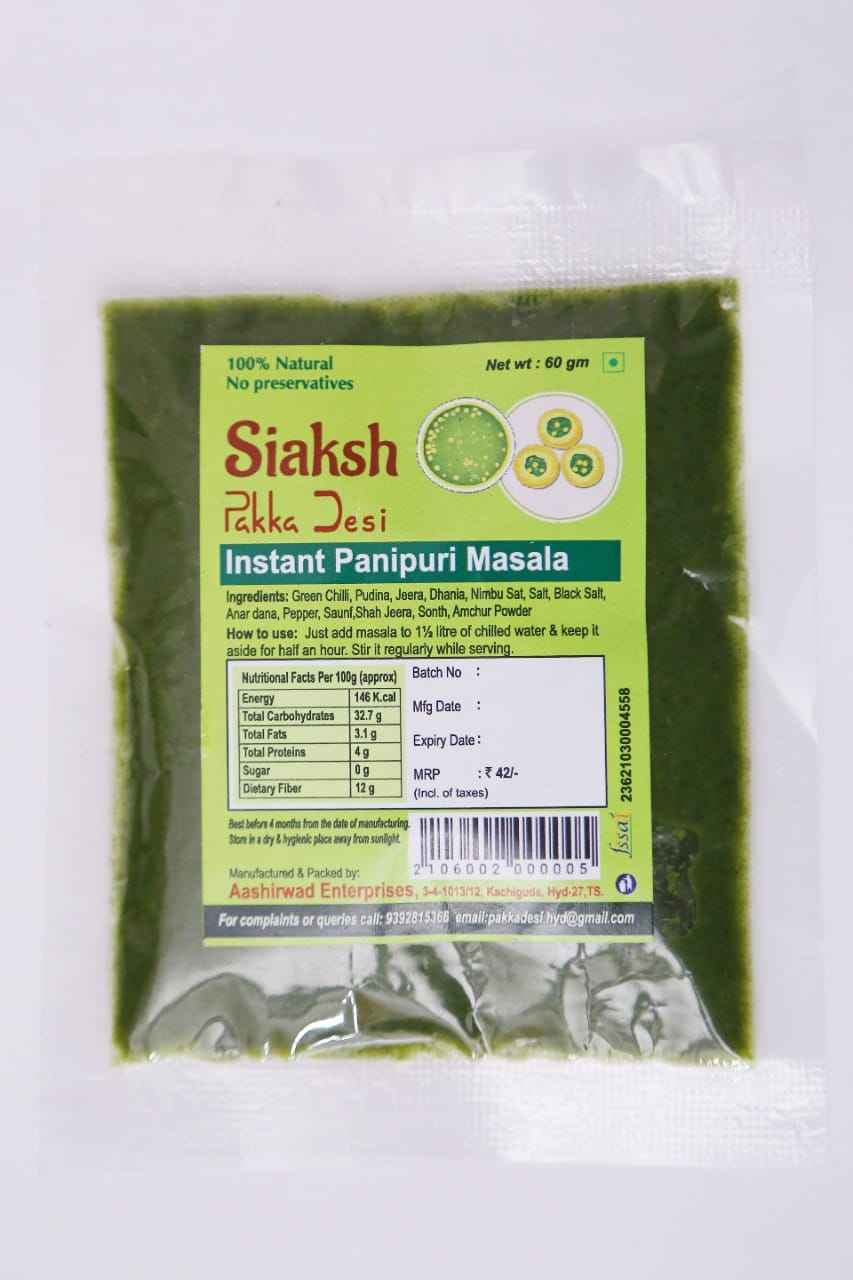 100% Natural
No preservatives
Net wt : 60 gm
Siaksh
Pakka Desi
Instant Panipuri Masala
Ingredients: Green Chilli, Pudina, Jeera, Dhania, Nimbu Sat, Salt, Black Salt,
Anar dana, Pepper, Saunf,Shah Jeera, Sonth, Amchur Powder
How to use: Just add masala to 1½ litre of chilled water & keep it
aside for half an hour. Stir it regularly while serving.
Nutritional Facts Per 100g (approx)
Energy 146 K.cal
Total Carbohydrates 32.7 g
Total Fats 3.1 g
Total Proteins 4 g
Sugar 0 g
Dietary Fiber 12 g
Batch No :
Mfg Date :
Expiry Date :
MRP : ₹ 42/-
(Incl. of taxes)
fssai 23621030004558
Best before 4 months from the date of manufacturing.
Store in a dry & hygienic place away from sunlight.
2106002000005
Manufactured & Packed by:
Aashirwad Enterprises, 3-4-1013/12, Kachiguda, Hyd-27,TS.
For complaints or queries call: 9392815366 email:pakkadesi.hyd@gmail.com